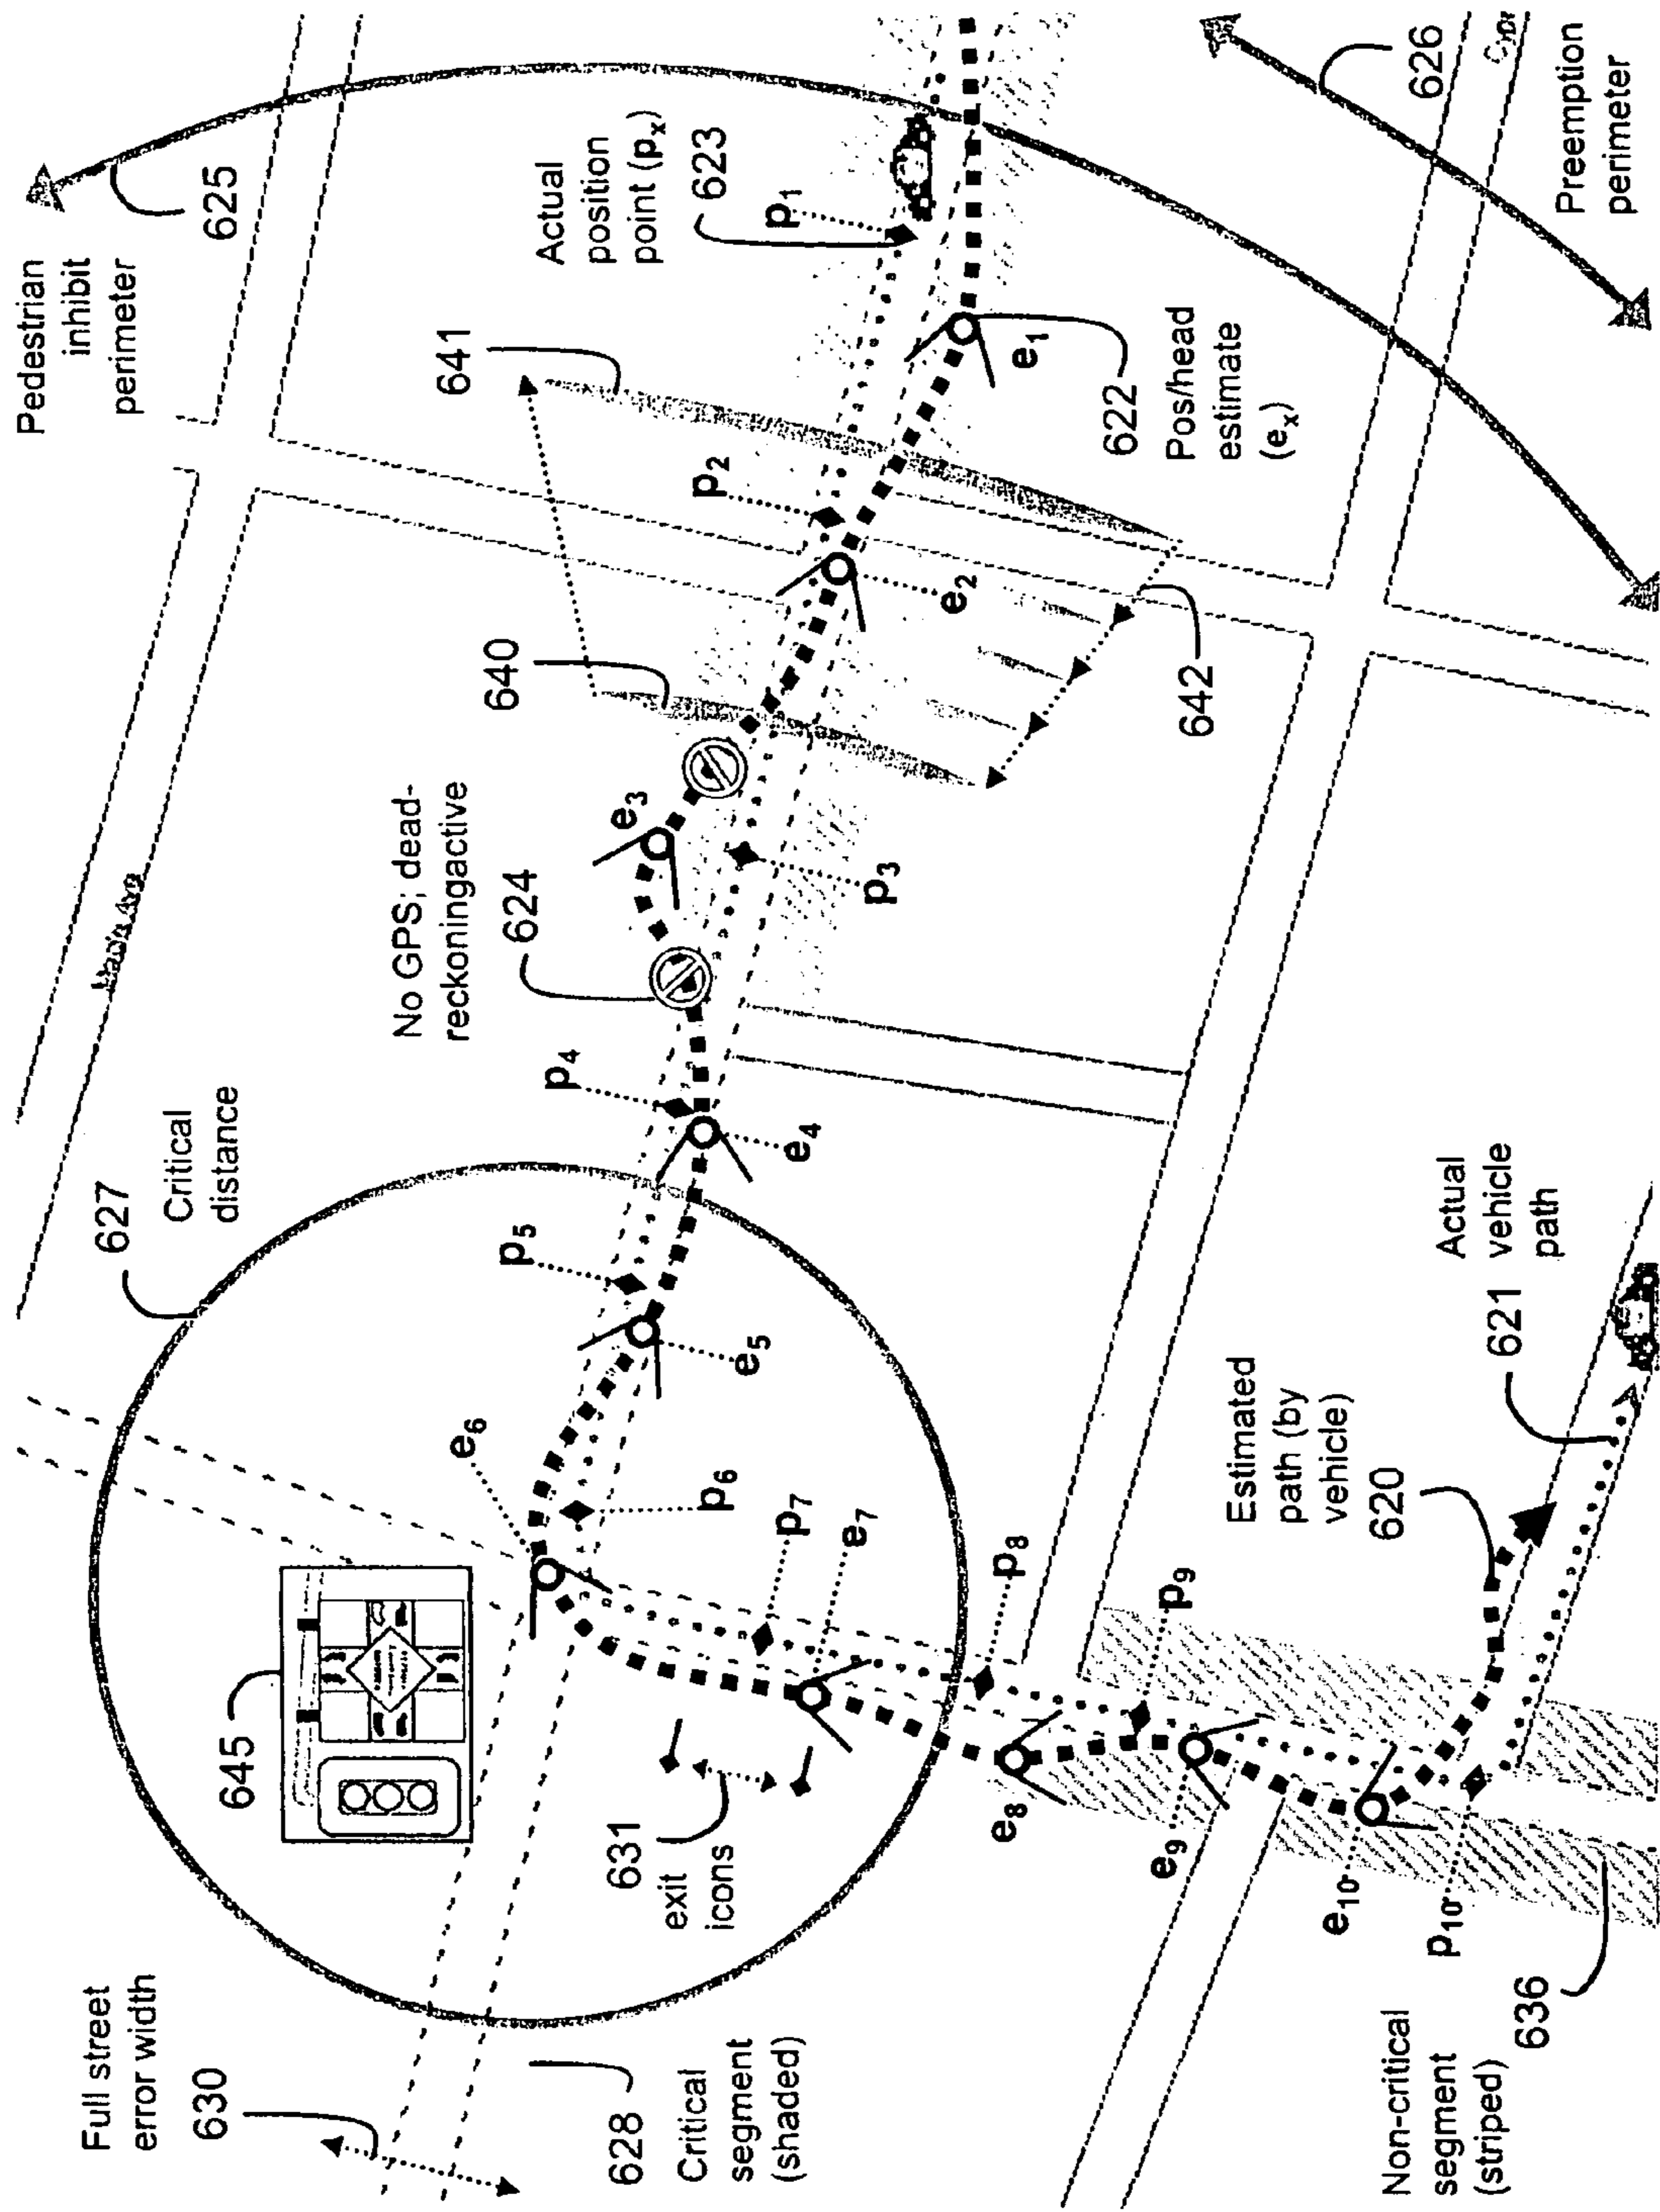 Pedestrian
inhibit
perimeter
625
Actual
position
point (pₓ)
623
p₁
626
Preemption
perimeter
641
p₂
e₁
622
Pos/head
estimate
(eₓ)
640
e₂
642
No GPS; dead-
reckoningactive
624
e₃
p₃
p₄
e₄
627
Critical
distance
p₅
e₅
Actual
vehicle
path
621
e₆
p₆
p₇
e₇
p₈
p₉
Estimated
path (by
vehicle)
620
645
631
exit
icons
e₈
e₉
e₁₀
p₁₀
636
Full street
error width
630
628
Critical
segment
(shaded)
Non-critical
segment
(striped)